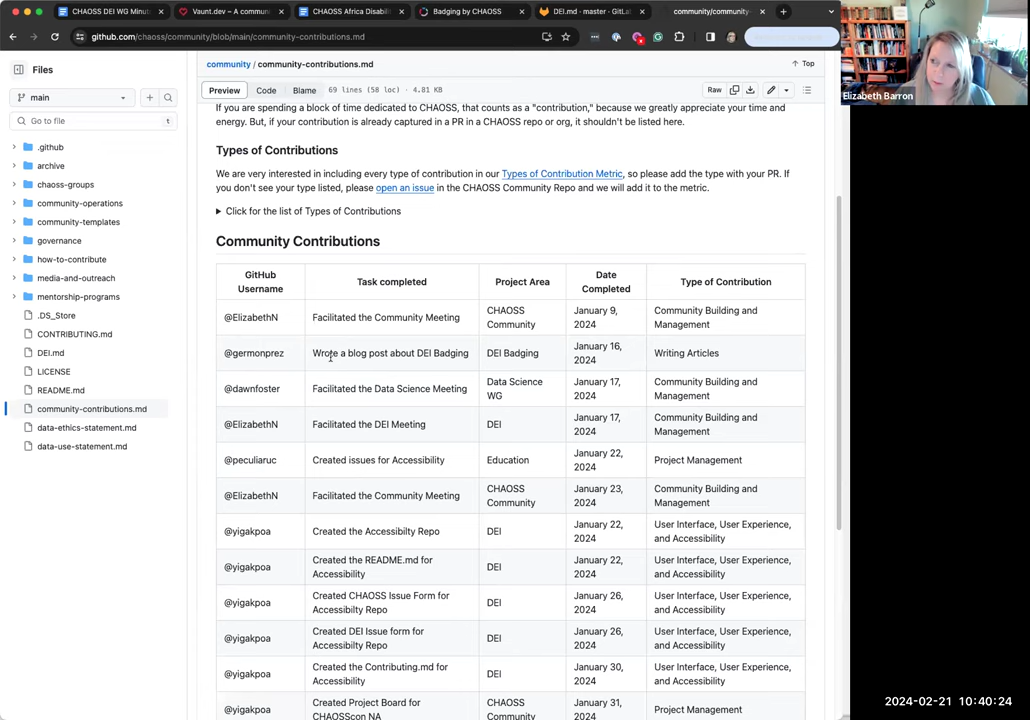 CHAOSS DEI WG Minut
Vaunt.dev – A commun
CHAOSS Africa Disabili
Badging by CHAOSS
DEI.md · master · GitLa
community/community-
github.com/chaoss/community/blob/main/community-contributions.md
Files
main
Go to file
t
.github
archive
chaoss-groups
community-operations
community-templates
governance
how-to-contribute
media-and-outreach
mentorship-programs
.DS_Store
CONTRIBUTING.md
DEI.md
LICENSE
README.md
community-contributions.md
data-ethics-statement.md
data-use-statement.md
community / community-contributions.md
Top
Preview Code Blame 69 lines (58 loc) · 4.81 KB
Raw
If you are spending a block of time dedicated to CHAOSS, that counts as a "contribution," because we greatly appreciate your time and
energy. But, if your contribution is already captured in a PR in a CHAOSS repo or org, it shouldn't be listed here.
Types of Contributions
We are very interested in including every type of contribution in our Types of Contribution Metric, so please add the type with your PR. If
you don't see your type listed, please open an issue in the CHAOSS Community Repo and we will add it to the metric.
Click for the list of Types of Contributions
Community Contributions
GitHub Username Task completed Project Area Date Completed Type of Contribution
@ElizabethN Facilitated the Community Meeting CHAOSS Community January 9, 2024 Community Building and Management
@germonprez Wrote a blog post about DEI Badging DEI Badging January 16, 2024 Writing Articles
@dawnfoster Facilitated the Data Science Meeting Data Science WG January 17, 2024 Community Building and Management
@ElizabethN Facilitated the DEI Meeting DEI January 17, 2024 Community Building and Management
@peculiaruc Created issues for Accessibility Education January 22, 2024 Project Management
@ElizabethN Facilitated the Community Meeting CHAOSS Community January 23, 2024 Community Building and Management
@yigakpoa Created the Accessibilty Repo DEI January 22, 2024 User Interface, User Experience, and Accessibility
@yigakpoa Created the README.md for Accessibility DEI January 22, 2024 User Interface, User Experience, and Accessibility
@yigakpoa Created CHAOSS Issue Form for Accessibilty Repo DEI January 26, 2024 User Interface, User Experience, and Accessibility
@yigakpoa Created DEI Issue form for Accessibilty Repo DEI January 26, 2024 User Interface, User Experience, and Accessibility
@yigakpoa Created the Contributing.md for Accessibility DEI January 30, 2024 User Interface, User Experience, and Accessibility
@yigakpoa Created Project Board for CHAOSScon NA CHAOSS Community January 31, 2024 Project Management
Elizabeth Barron
2024-02-21 10:40:24